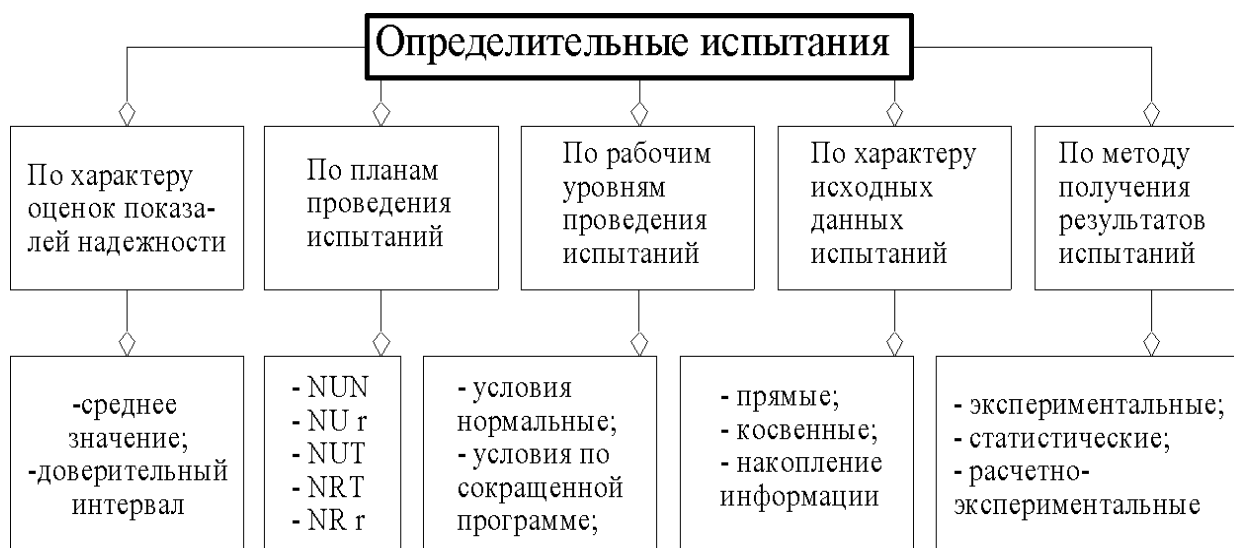 Определительные испытания
По характеру
оценок показа-
лей надежности
По планам
проведения
испытаний
По рабочим
уровням
проведения
испытаний
По характеру
исходных
данных
испытаний
По методу
получения
результатов
испытаний
-среднее
значение;
-доверительный
интервал
- NUN
- NU r
- NUT
- NRT
- NR r
- условия
нормальные;
- условия по
сокращенной
программе;
- прямые;
- косвенные;
- накопление
информации
- экспериментальные;
- статистические;
- расчетно-
экспериментальные